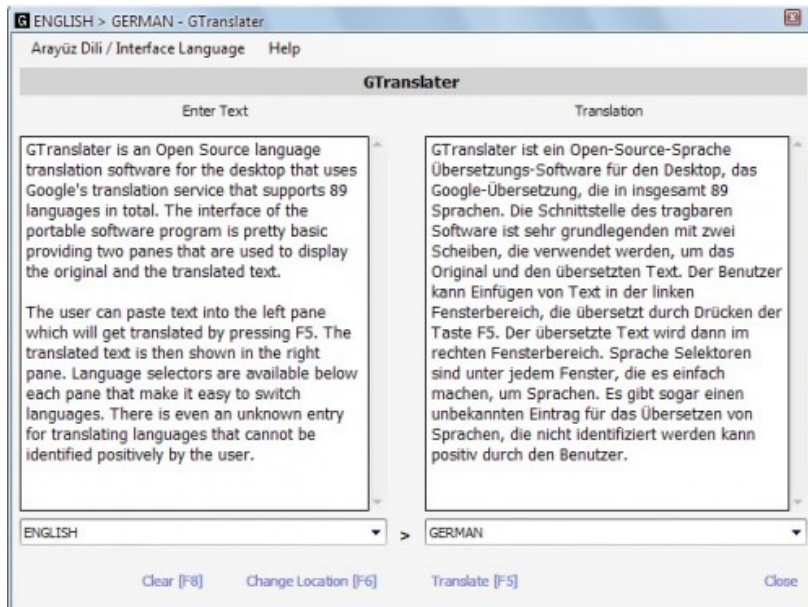 G ENGLISH > GERMAN - GTranslater
Arayüz Dili / Interface Language Help
GTranslater
Enter Text
Translation
GTranslater is an Open Source language
translation software for the desktop that uses
Google's translation service that supports 89
languages in total. The interface of the
portable software program is pretty basic
providing two panes that are used to display
the original and the translated text.
The user can paste text into the left pane
which will get translated by pressing F5. The
translated text is then shown in the right
pane. Language selectors are available below
each pane that make it easy to switch
languages. There is even an unknown entry
for translating languages that cannot be
identified positively by the user.
GTranslater ist ein Open-Source-Sprache
Übersetzungs-Software für den Desktop, das
Google-Übersetzung, die in insgesamt 89
Sprachen. Die Schnittstelle des tragbaren
Software ist sehr grundlegenden mit zwei
Scheiben, die verwendet werden, um das
Original und den übersetzten Text. Der Benutzer
kann Einfügen von Text in der linken
Fensterbereich, die übersetzt durch Drücken der
Taste F5. Der übersetzte Text wird dann im
rechten Fensterbereich. Sprache Selektoren
sind unter jedem Fenster, die es einfach
machen, um Sprachen. Es gibt sogar einen
unbekannten Eintrag für das Übersetzen von
Sprachen, die nicht identifiziert werden kann
positiv durch den Benutzer.
ENGLISH > GERMAN
Clear [F8] Change Location [F6] Translate [F5] Close